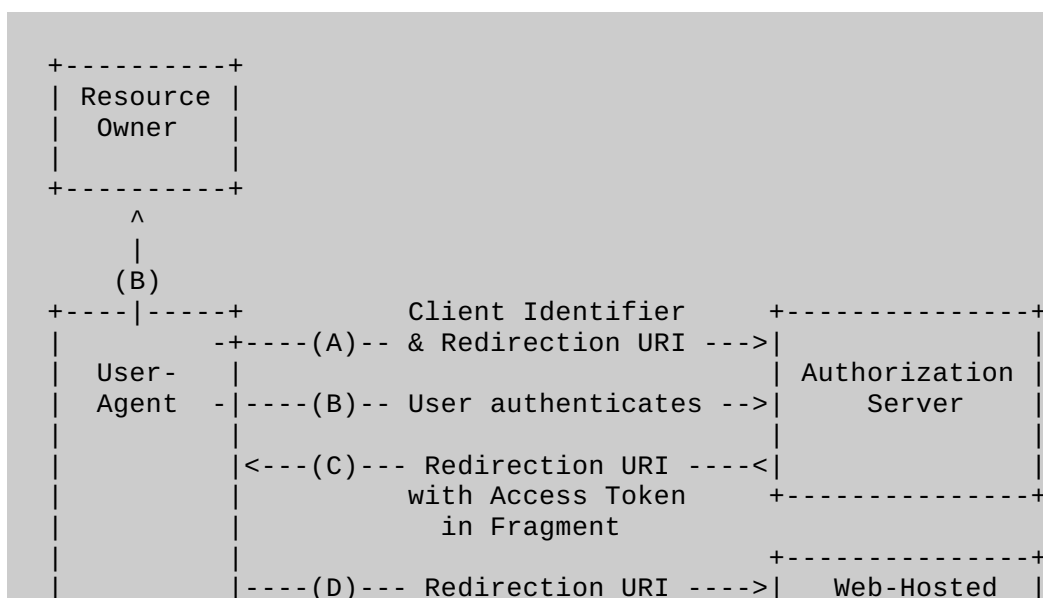 +----------+
| Resource |
|  Owner   |
|          |
+----------+
     ^
     |
    (B)
+----|-----+          Client Identifier     +---------------+
|         -+----(A)-- & Redirection URI --->|               |
|  User-   |                                | Authorization |
|  Agent  -|----(B)-- User authenticates -->|     Server    |
|          |                                |               |
|          |<---(C)--- Redirection URI ----<|               |
|          |          with Access Token     +---------------+
|          |            in Fragment
|          |                                +---------------+
|          |----(D)--- Redirection URI ---->|   Web-Hosted  |